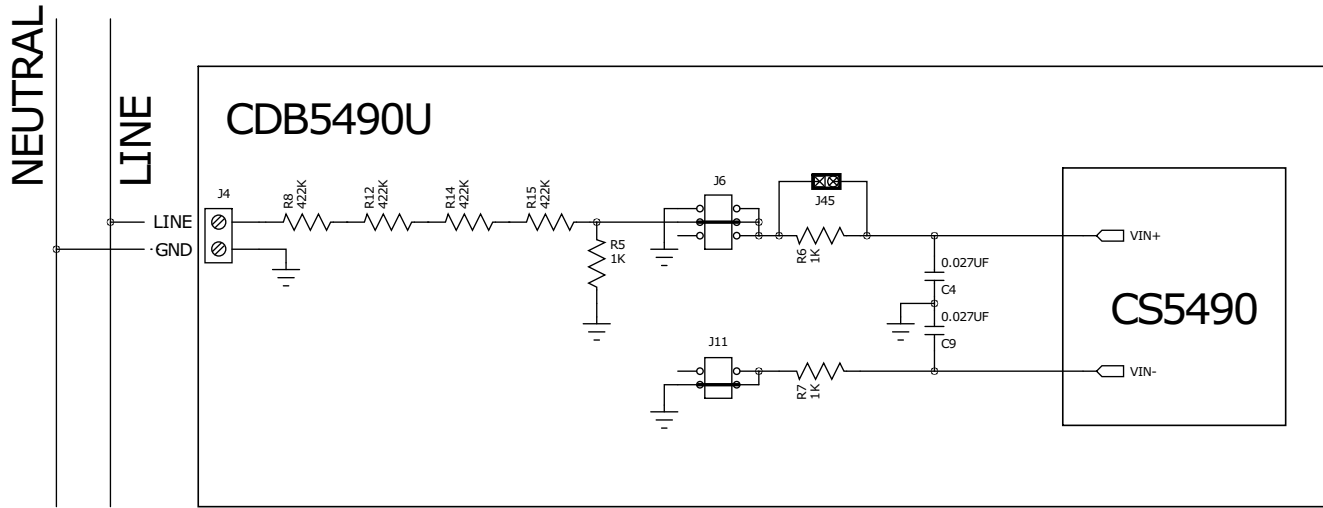 NEUTRAL
LINE
CDB5490U
J4
LINE
GND
R8
422K
R12
422K
R14
422K
R15
422K
R5
1K
J6
J45
R6
1K
0.027UF
C4
0.027UF
C9
VIN+
CS5490
J11
R7
1K
VIN-